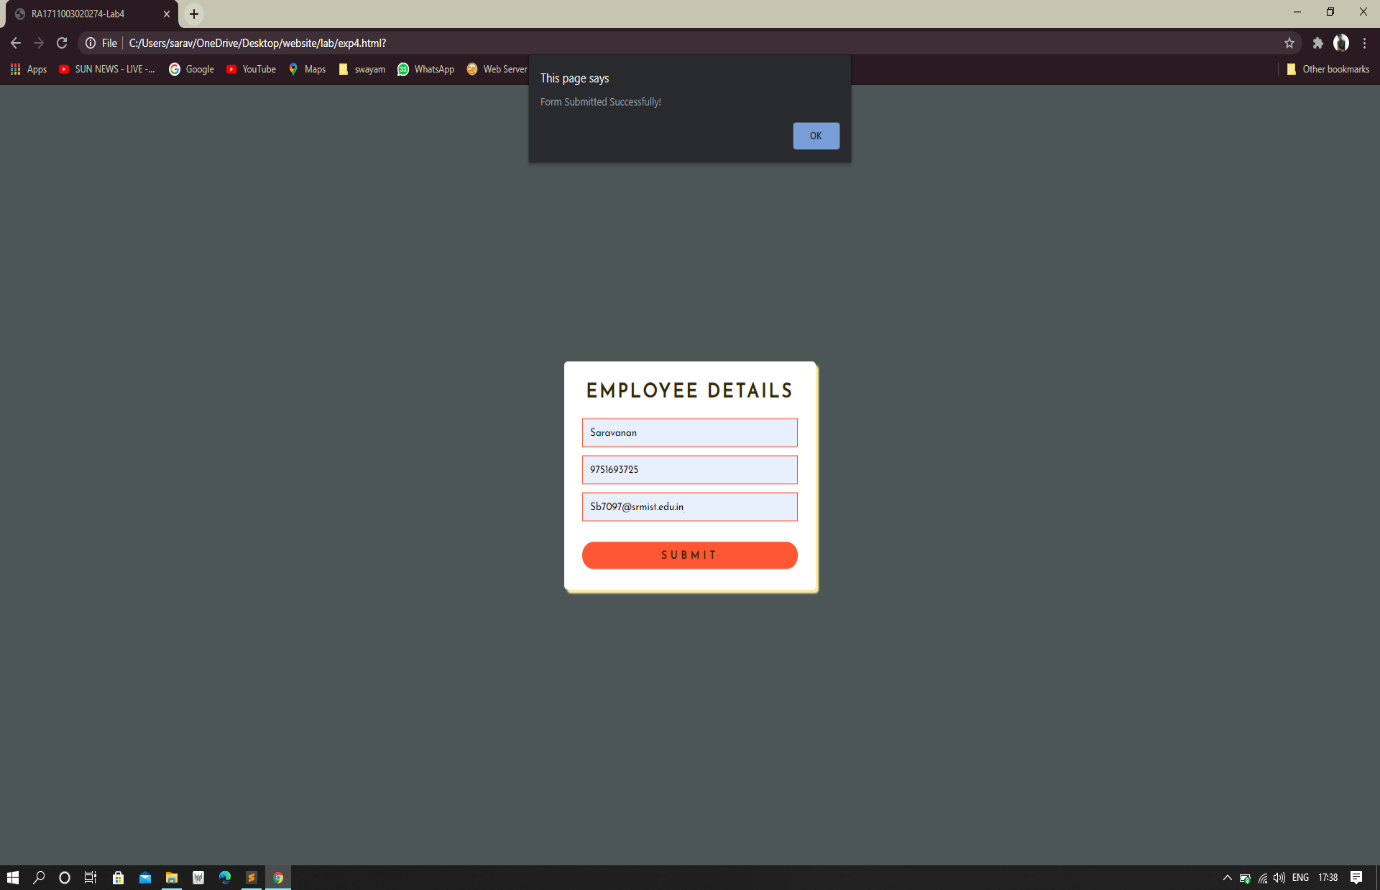 RA1711003020274-Lab4
File
C:/Users/sarav/OneDrive/Desktop/website/lab/exp4.html?
Apps
SUN NEWS - LIVE -...
Google
YouTube
Maps
swayam
WhatsApp
Web Server
Other bookmarks
This page says
Form Submitted Successfully!
OK
EMPLOYEE DETAILS
Saravanan
9751693725
Sb7097@srmist.edu.in
SUBMIT
ENG
17:38